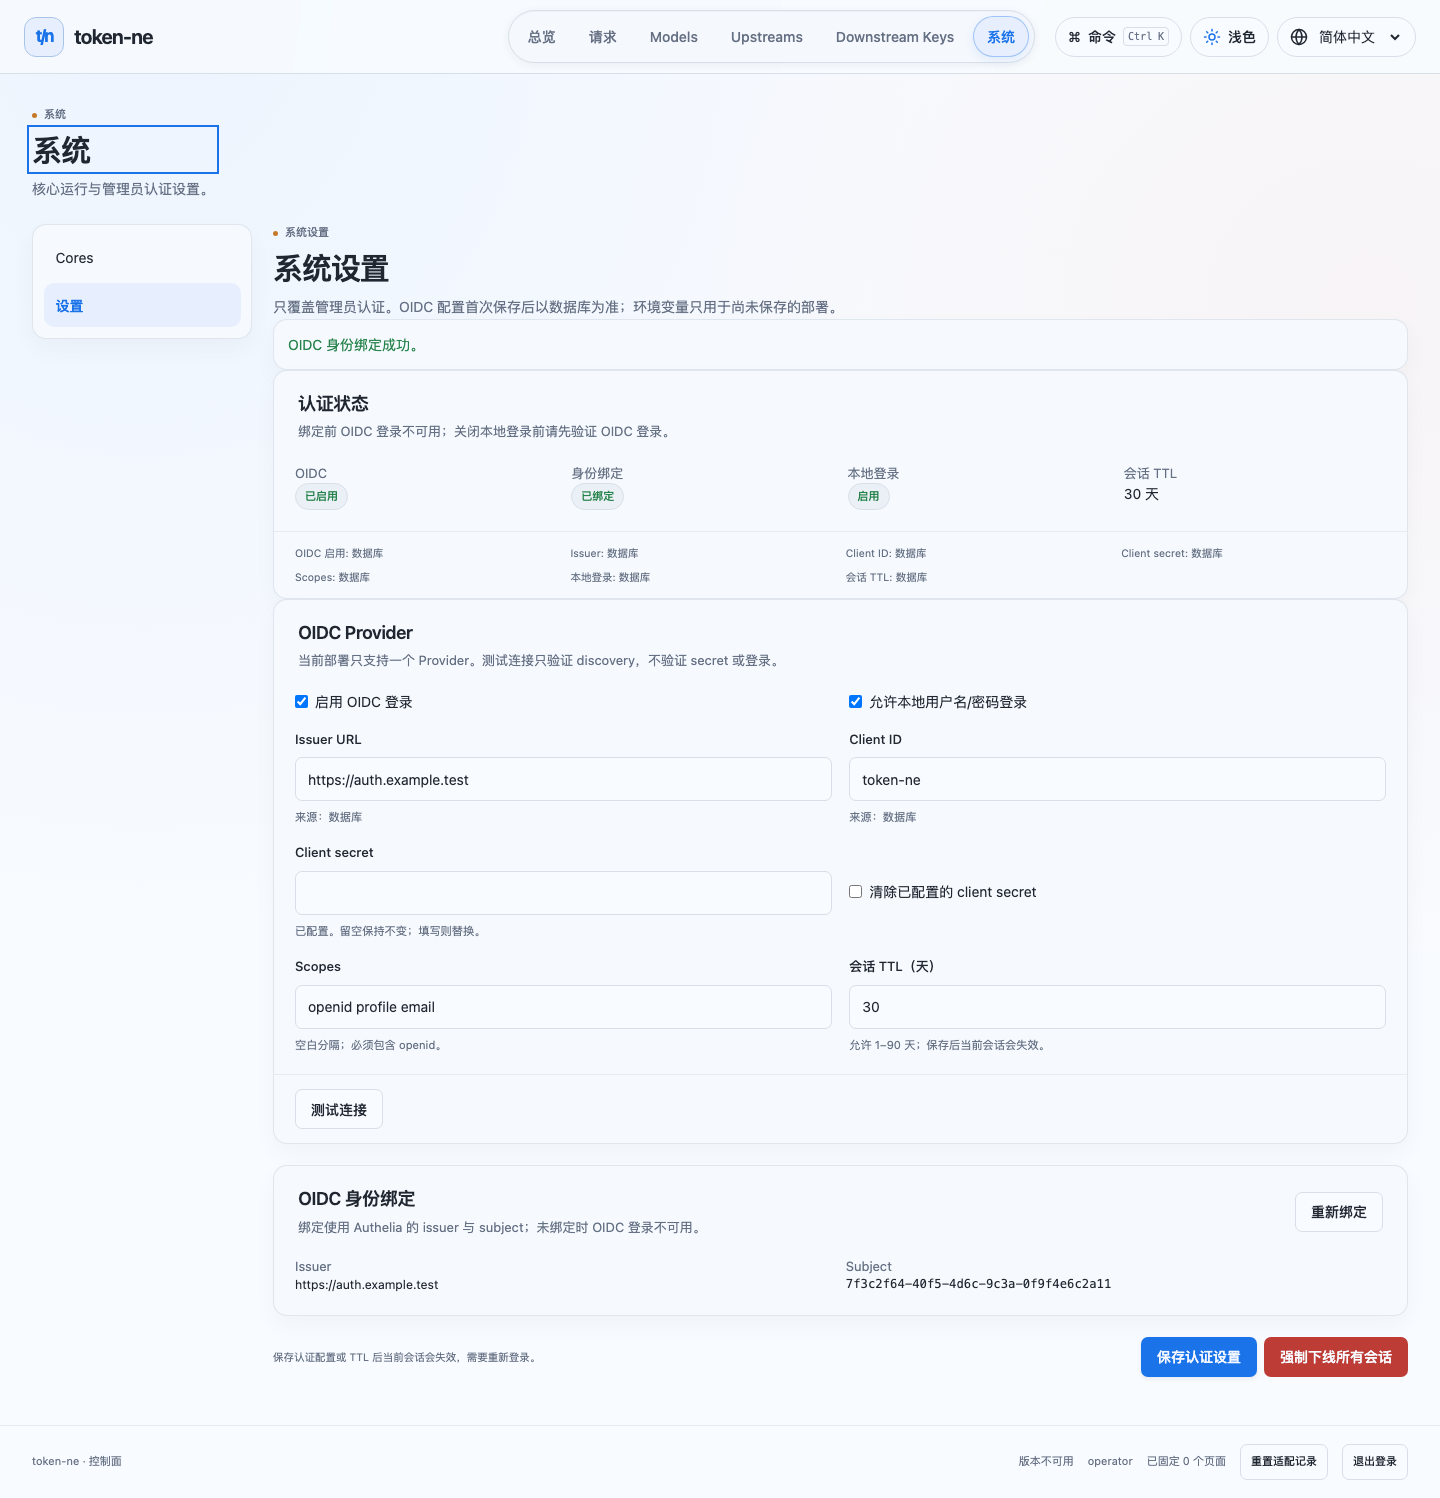 t/n token-ne
总览 请求 Models Upstreams Downstream Keys 系统
⌘ 命令 Ctrl K 浅色 简体中文
系统
系统
核心运行与管理员认证设置。
Cores
设置
系统设置
系统设置
只覆盖管理员认证。OIDC 配置首次保存后以数据库为准；环境变量只用于尚未保存的部署。
OIDC 身份绑定成功。
认证状态
绑定前 OIDC 登录不可用；关闭本地登录前请先验证 OIDC 登录。
OIDC 身份绑定 本地登录 会话 TTL
已启用 已绑定 启用 30 天
OIDC 启用: 数据库 Issuer: 数据库 Client ID: 数据库 Client secret: 数据库
Scopes: 数据库 本地登录: 数据库 会话 TTL: 数据库
OIDC Provider
当前部署只支持一个 Provider。测试连接只验证 discovery，不验证 secret 或登录。
启用 OIDC 登录 允许本地用户名/密码登录
Issuer URL Client ID
https://auth.example.test token-ne
来源：数据库 来源：数据库
Client secret
清除已配置的 client secret
已配置。留空保持不变；填写则替换。
Scopes 会话 TTL（天）
openid profile email 30
空白分隔；必须包含 openid。 允许 1–90 天；保存后当前会话会失效。
测试连接
OIDC 身份绑定
绑定使用 Authelia 的 issuer 与 subject；未绑定时 OIDC 登录不可用。
重新绑定
Issuer Subject
https://auth.example.test 7f3c2f64-40f5-4d6c-9c3a-0f9f4e6c2a11
保存认证配置或 TTL 后当前会话会失效，需要重新登录。
保存认证设置 强制下线所有会话
token-ne · 控制面 版本不可用 operator 已固定 0 个页面 重置适配记录 退出登录